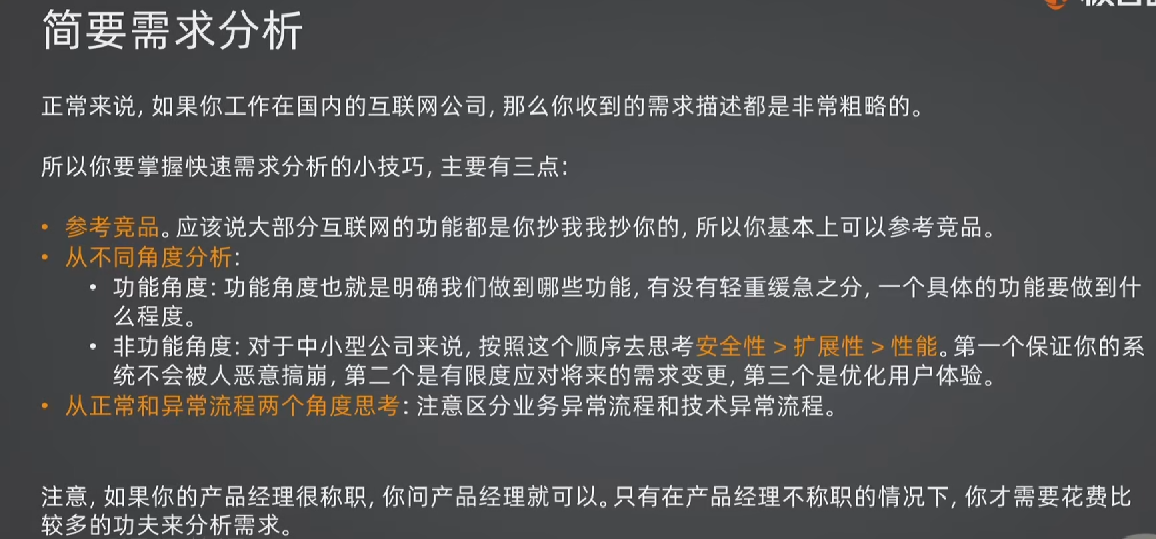 简要需求分析
正常来说, 如果你工作在国内的互联网公司, 那么你收到的需求描述都是非常粗略的。
所以你要掌握快速需求分析的小技巧, 主要有三点:
• 参考竞品。应该说大部分互联网的功能都是你抄我我抄你的, 所以你基本上可以参考竞品。
• 从不同角度分析:
• 功能角度: 功能角度也就是明确我们做到哪些功能, 有没有轻重缓急之分, 一个具体的功能要做到什
么程度。
• 非功能角度: 对于中小型公司来说, 按照这个顺序去思考安全性 > 扩展性 > 性能。第一个保证你的系
统不会被人恶意搞崩, 第二个是有限度应对将来的需求变更, 第三个是优化用户体验。
• 从正常和异常流程两个角度思考: 注意区分业务异常流程和技术异常流程。
注意, 如果你的产品经理很称职, 你问产品经理就可以。只有在产品经理不称职的情况下, 你才需要花费比
较多的功夫来分析需求。